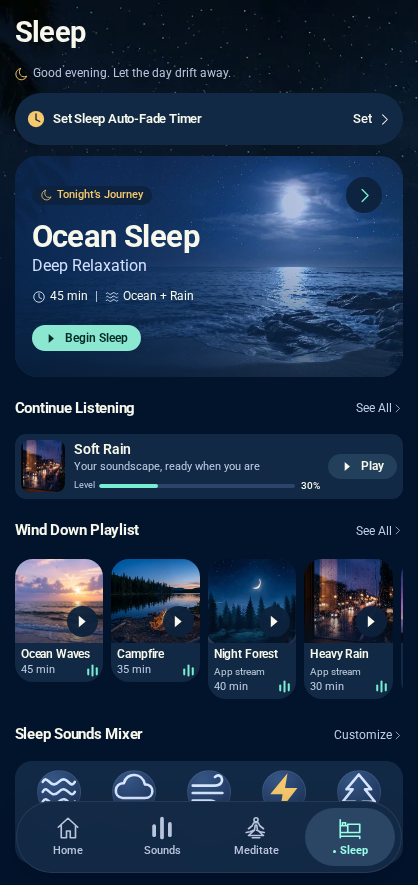 Sleep
Good evening. Let the day drift away.
Set Sleep Auto-Fade Timer
Set
Tonight's Journey
Ocean Sleep
Deep Relaxation
45 min | Ocean + Rain
Begin Sleep
Continue Listening
See All
Soft Rain
Your soundscape, ready when you are
Level
30%
Play
Wind Down Playlist
See All
Ocean Waves
45 min
Campfire
35 min
Night Forest
App stream
40 min
Heavy Rain
App stream
30 min
Sleep Sounds Mixer
Customize
Home
Sounds
Meditate
Sleep